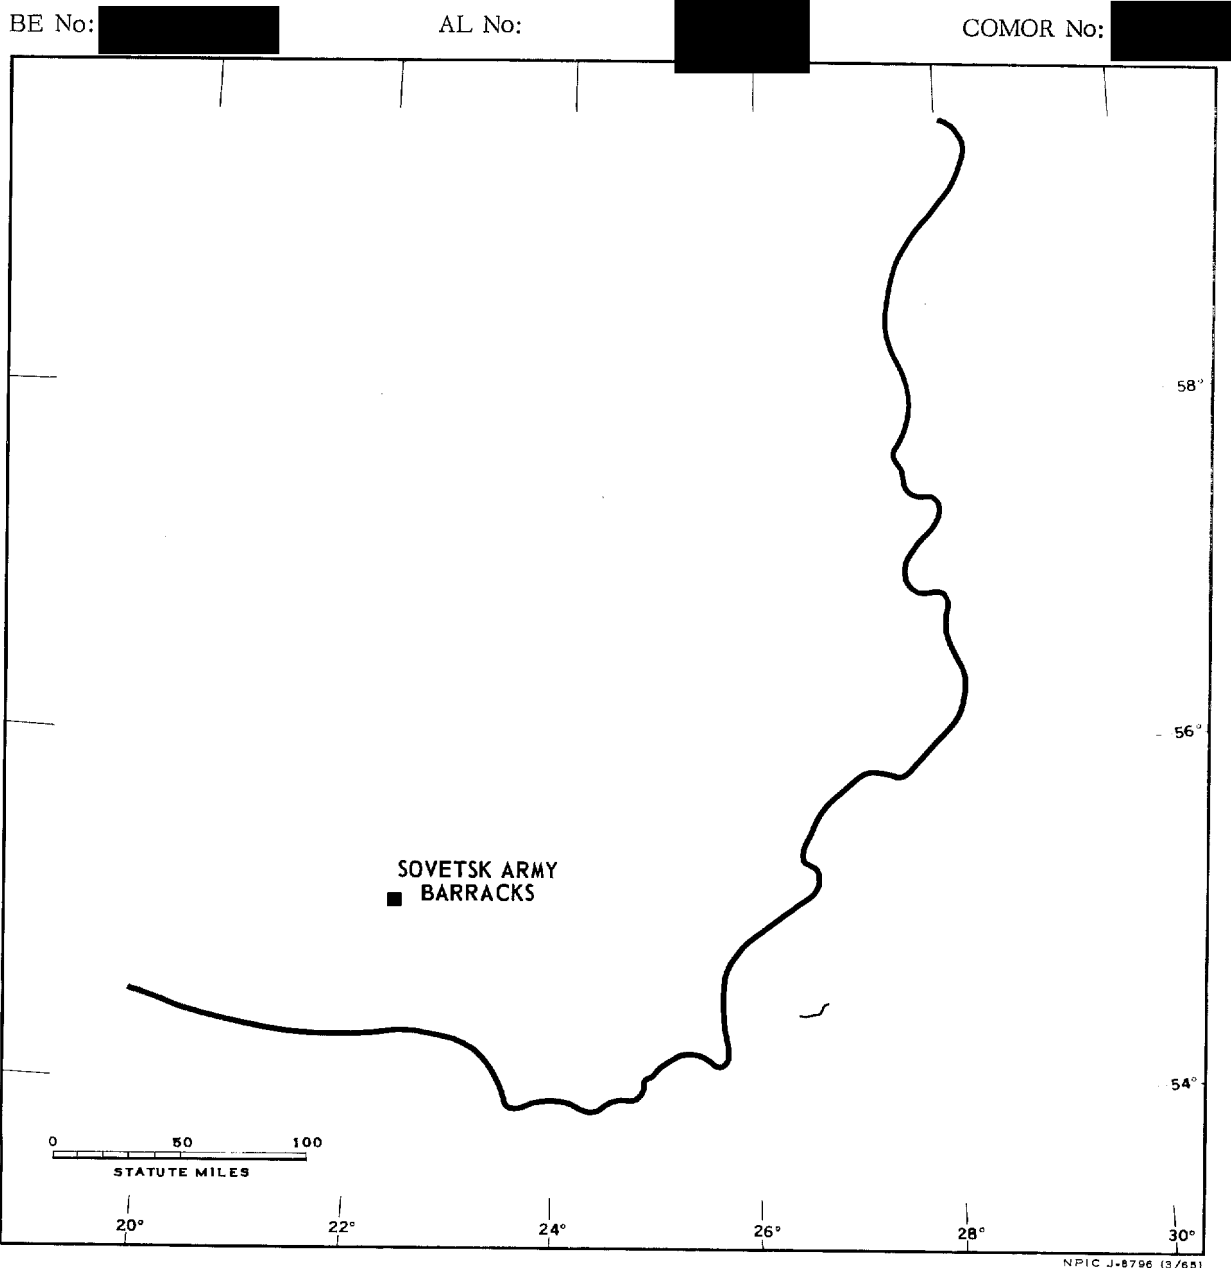 BE No: AL No: COMOR No:
58°
56°
SOVETSK ARMY
BARRACKS
54°
0 50 100
STATUTE MILES
20° 22° 24° 26° 28° 30°
NPIC J-8796 (3/65)